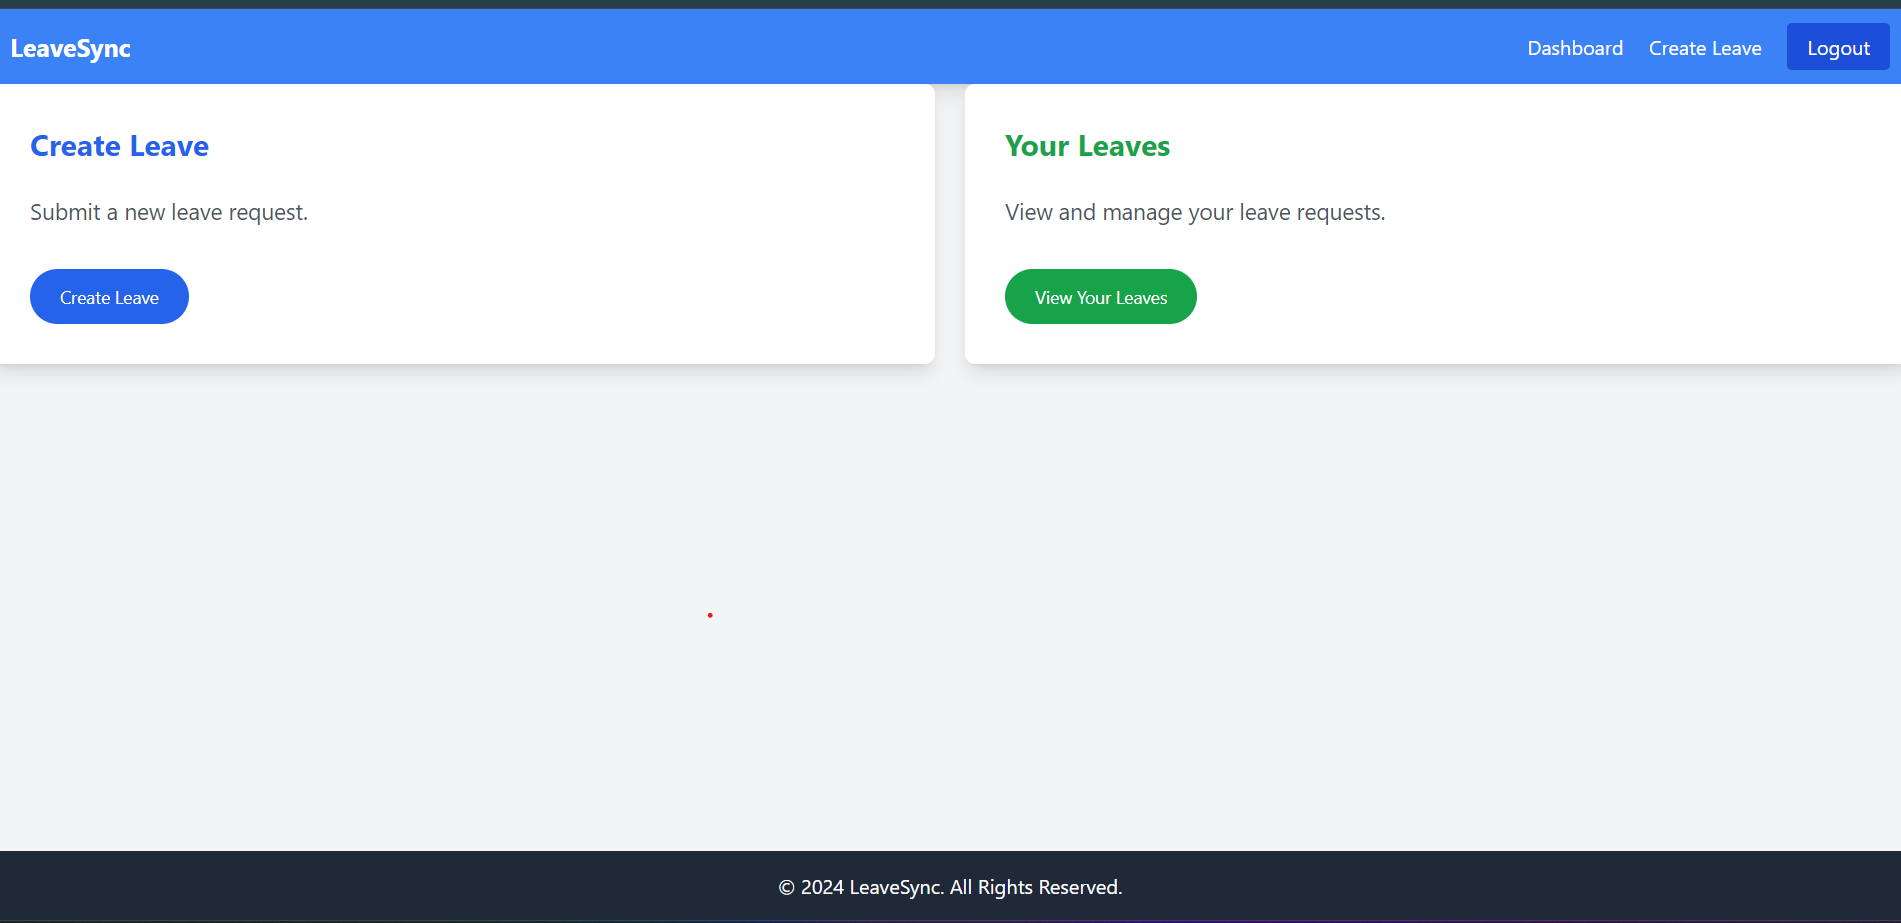 LeaveSync
Dashboard Create Leave Logout
Create Leave
Submit a new leave request.
Create Leave
Your Leaves
View and manage your leave requests.
View Your Leaves
© 2024 LeaveSync. All Rights Reserved.